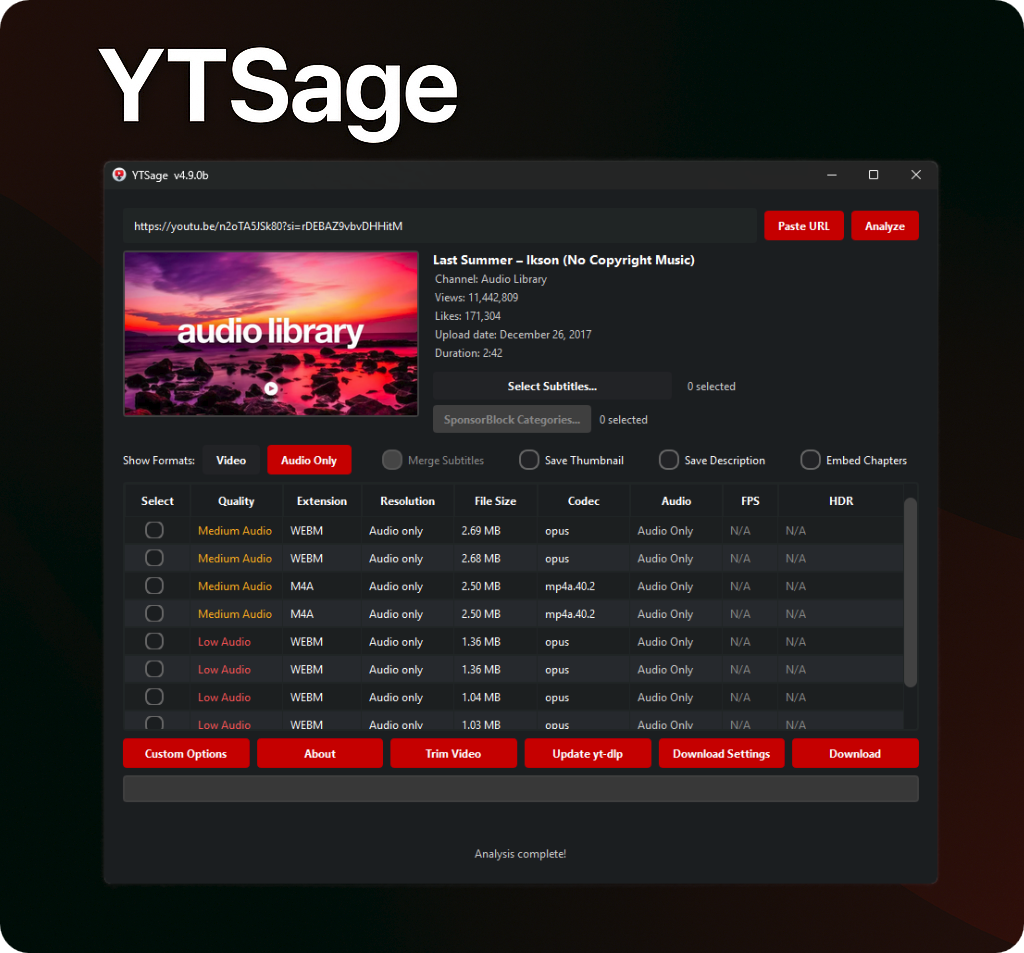 YTSage
YTSage v4.9.0b
https://youtu.be/n2oTA5JSk80?si=rDEBAZ9vbvDHHitM Paste URL Analyze
audio library
Last Summer – Ikson (No Copyright Music)
Channel: Audio Library
Views: 11,442,809
Likes: 171,304
Upload date: December 26, 2017
Duration: 2:42
Select Subtitles... 0 selected
SponsorBlock Categories... 0 selected
Show Formats: Video Audio Only Merge Subtitles Save Thumbnail Save Description Embed Chapters
Select Quality Extension Resolution File Size Codec Audio FPS HDR
Medium Audio WEBM Audio only 2.69 MB opus Audio Only N/A N/A
Medium Audio WEBM Audio only 2.68 MB opus Audio Only N/A N/A
Medium Audio M4A Audio only 2.50 MB mp4a.40.2 Audio Only N/A N/A
Medium Audio M4A Audio only 2.50 MB mp4a.40.2 Audio Only N/A N/A
Low Audio WEBM Audio only 1.36 MB opus Audio Only N/A N/A
Low Audio WEBM Audio only 1.36 MB opus Audio Only N/A N/A
Low Audio WEBM Audio only 1.04 MB opus Audio Only N/A N/A
Low Audio WEBM Audio only 1.03 MB opus Audio Only N/A N/A
Custom Options About Trim Video Update yt-dlp Download Settings Download
Analysis complete!